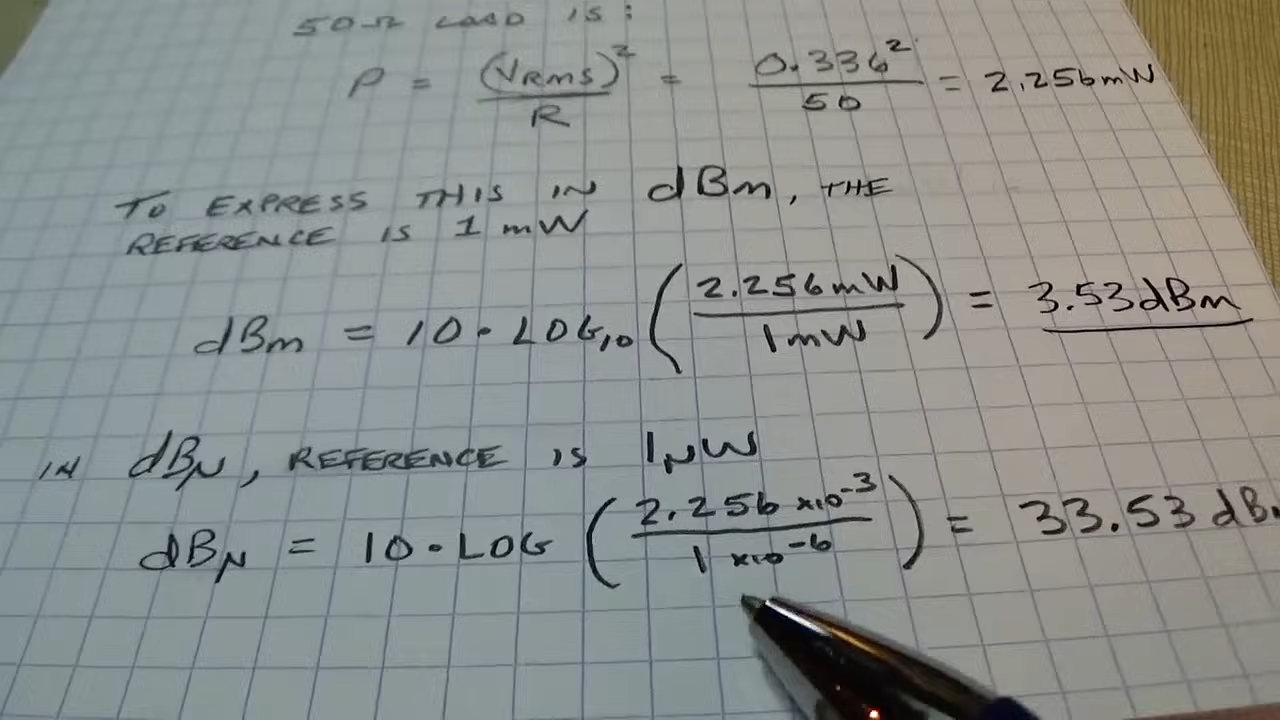 50Ω LOAD IS:
P = (VRMS)² / R = 0.336² / 50 = 2.256mW
TO EXPRESS THIS IN dBm, THE
REFERENCE IS 1 mW
dBm = 10 • LOG₁₀ (2.256mW / 1mW) = 3.53dBm
IN dBμ, REFERENCE IS 1μW
dBμ = 10 • LOG (2.256 x10⁻³ / 1 x10⁻⁶) = 33.53 dB